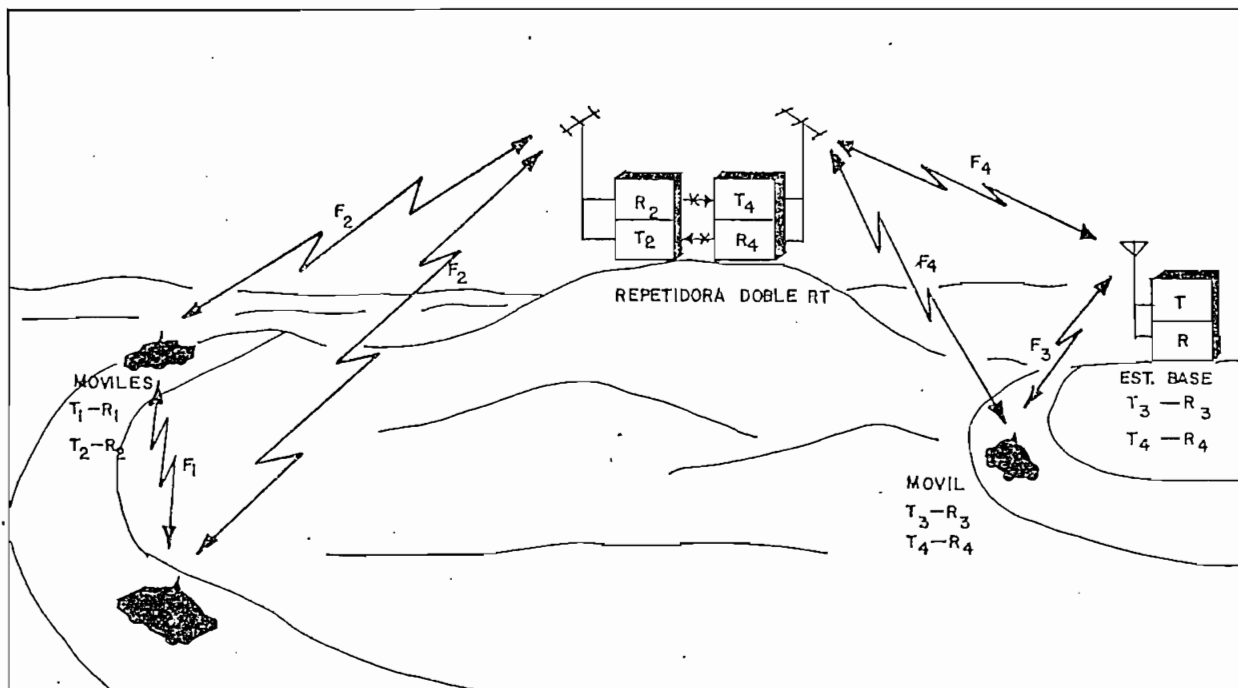 F2
F2
R2
T2
T4
R4
REPETIDORA DOBLE RT
F4
F4
F3
T
R
EST. BASE
T3-R3
T4-R4
MOVILES
T1-R1
T2-R2
F1
MOVIL
T3-R3
T4-R4